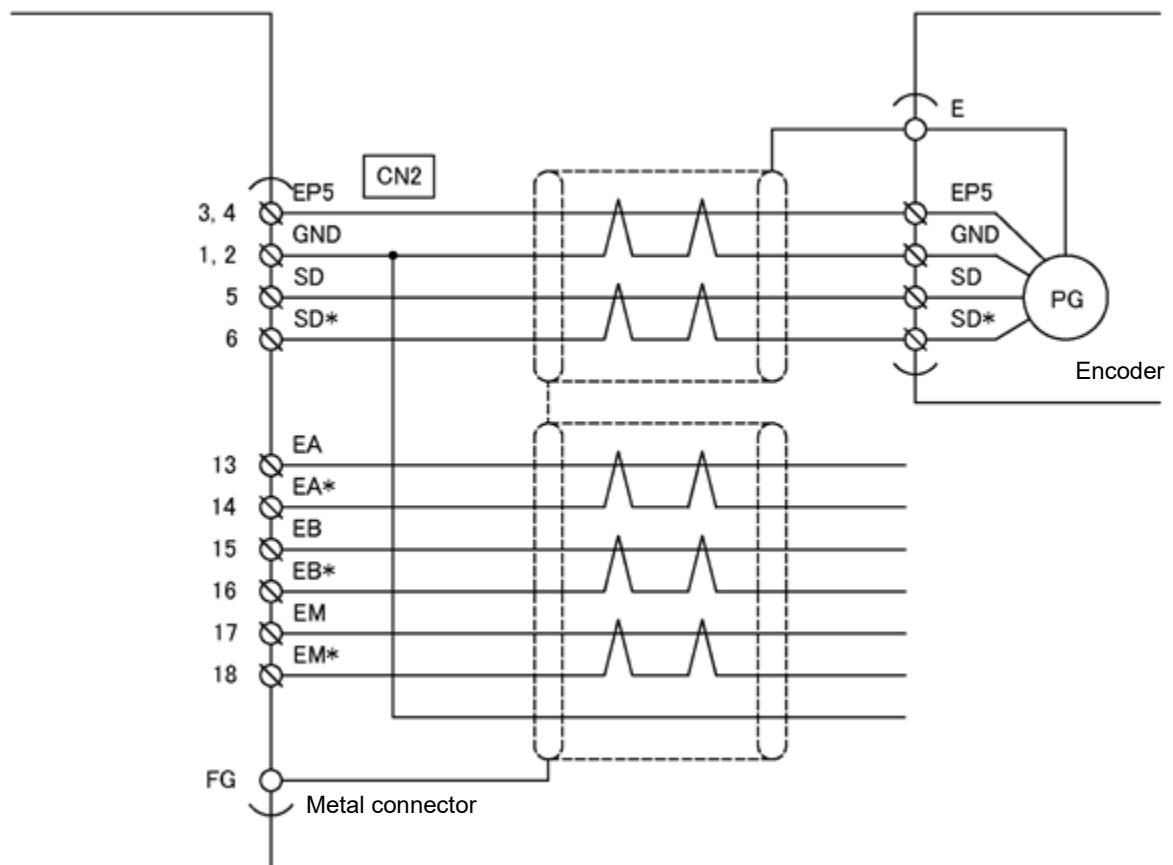 E
CN2
EP5 EP5
3, 4
GND GND
1, 2
SD SD
5 PG
SD* SD*
6
Encoder
EA
13
EA*
14
EB
15
EB*
16
EM
17
EM*
18
FG
Metal connector